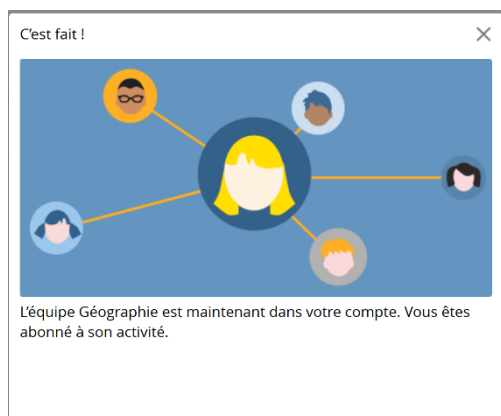 C'est fait !
L'équipe Géographie est maintenant dans votre compte. Vous êtes
abonné à son activité.